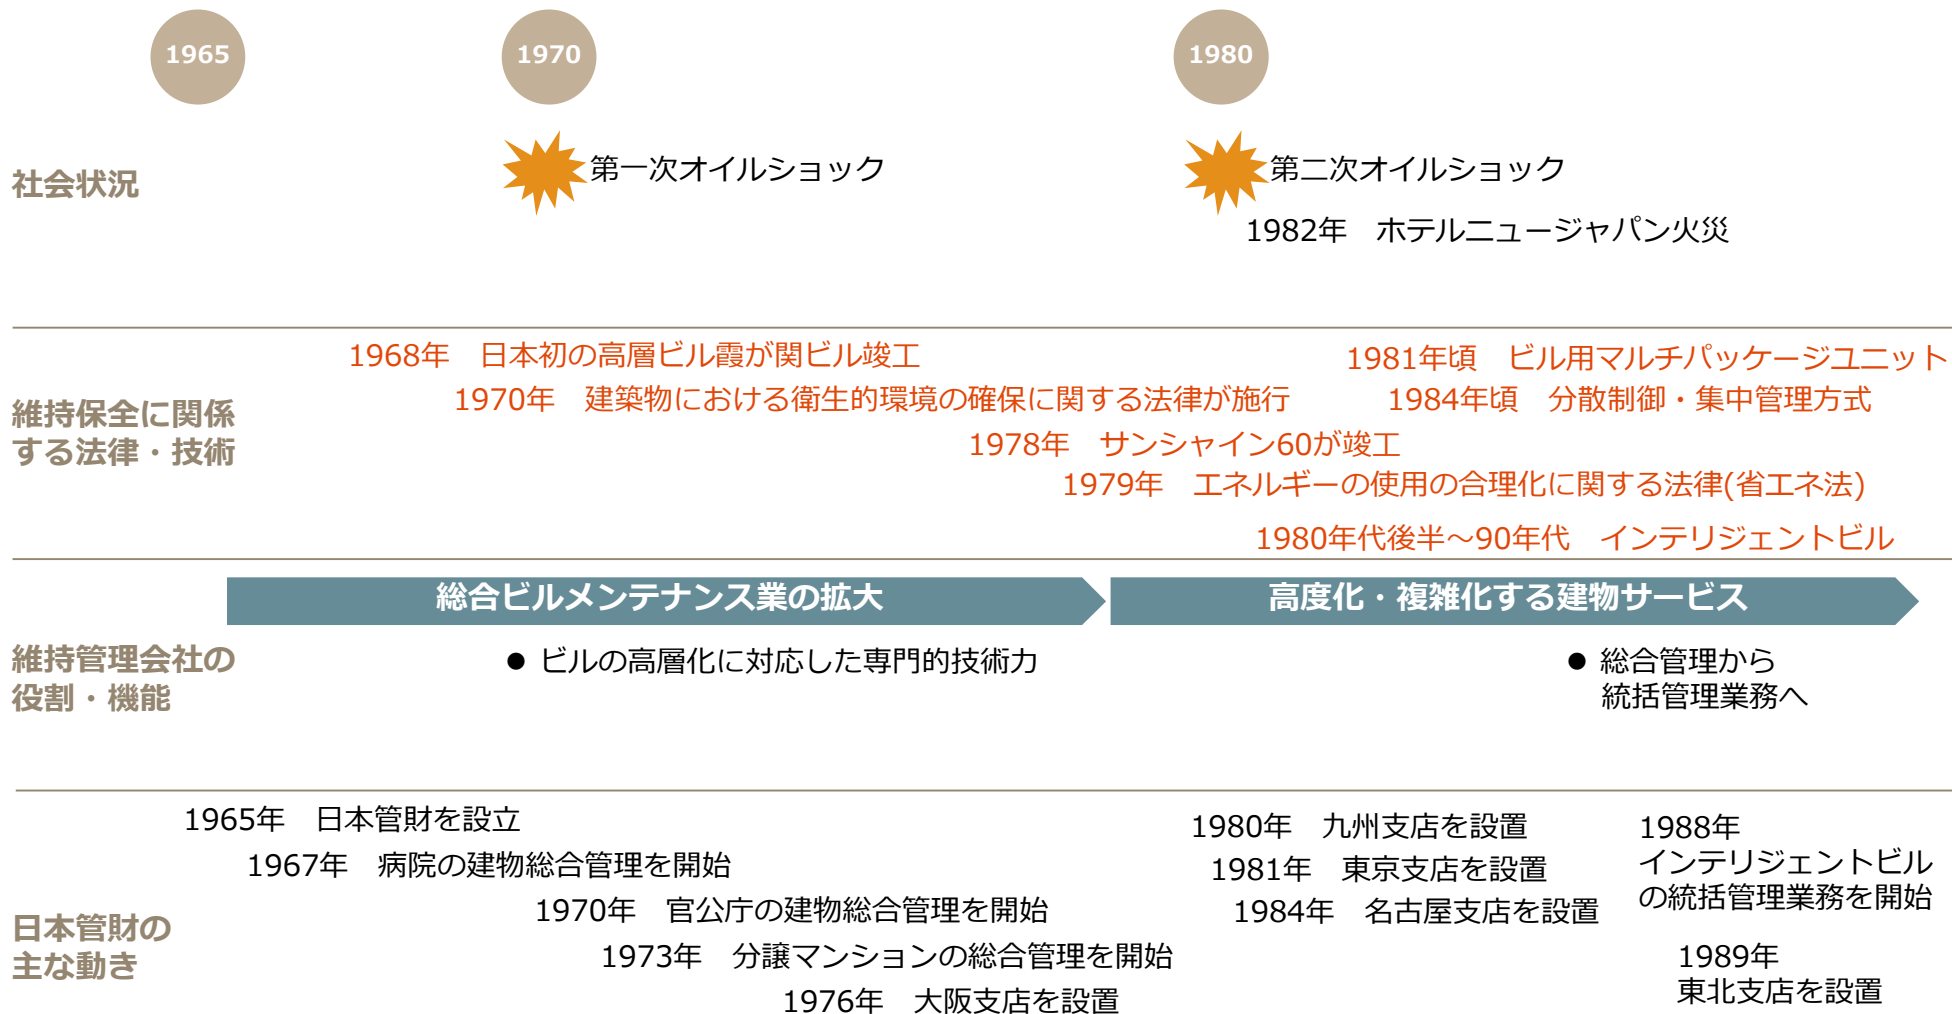 1965
1970
1980
社会状況
第一次オイルショック
第二次オイルショック
1982年　ホテルニュージャパン火災
維持保全に関係
する法律・技術
1968年　日本初の高層ビル霞が関ビル竣工
1981年頃　ビル用マルチパッケージユニット
1970年　建築物における衛生的環境の確保に関する法律が施行
1984年頃　分散制御・集中管理方式
1978年　サンシャイン60が竣工
1979年　エネルギーの使用の合理化に関する法律(省エネ法)
1980年代後半～90年代　インテリジェントビル
総合ビルメンテナンス業の拡大
高度化・複雑化する建物サービス
維持管理会社の
役割・機能
● ビルの高層化に対応した専門的技術力
● 総合管理から
統括管理業務へ
日本管財の
主な動き
1965年　日本管財を設立
1967年　病院の建物総合管理を開始
1970年　官公庁の建物総合管理を開始
1973年　分譲マンションの総合管理を開始
1976年　大阪支店を設置
1980年　九州支店を設置
1981年　東京支店を設置
1984年　名古屋支店を設置
1988年
インテリジェントビル
の統括管理業務を開始
1989年
東北支店を設置